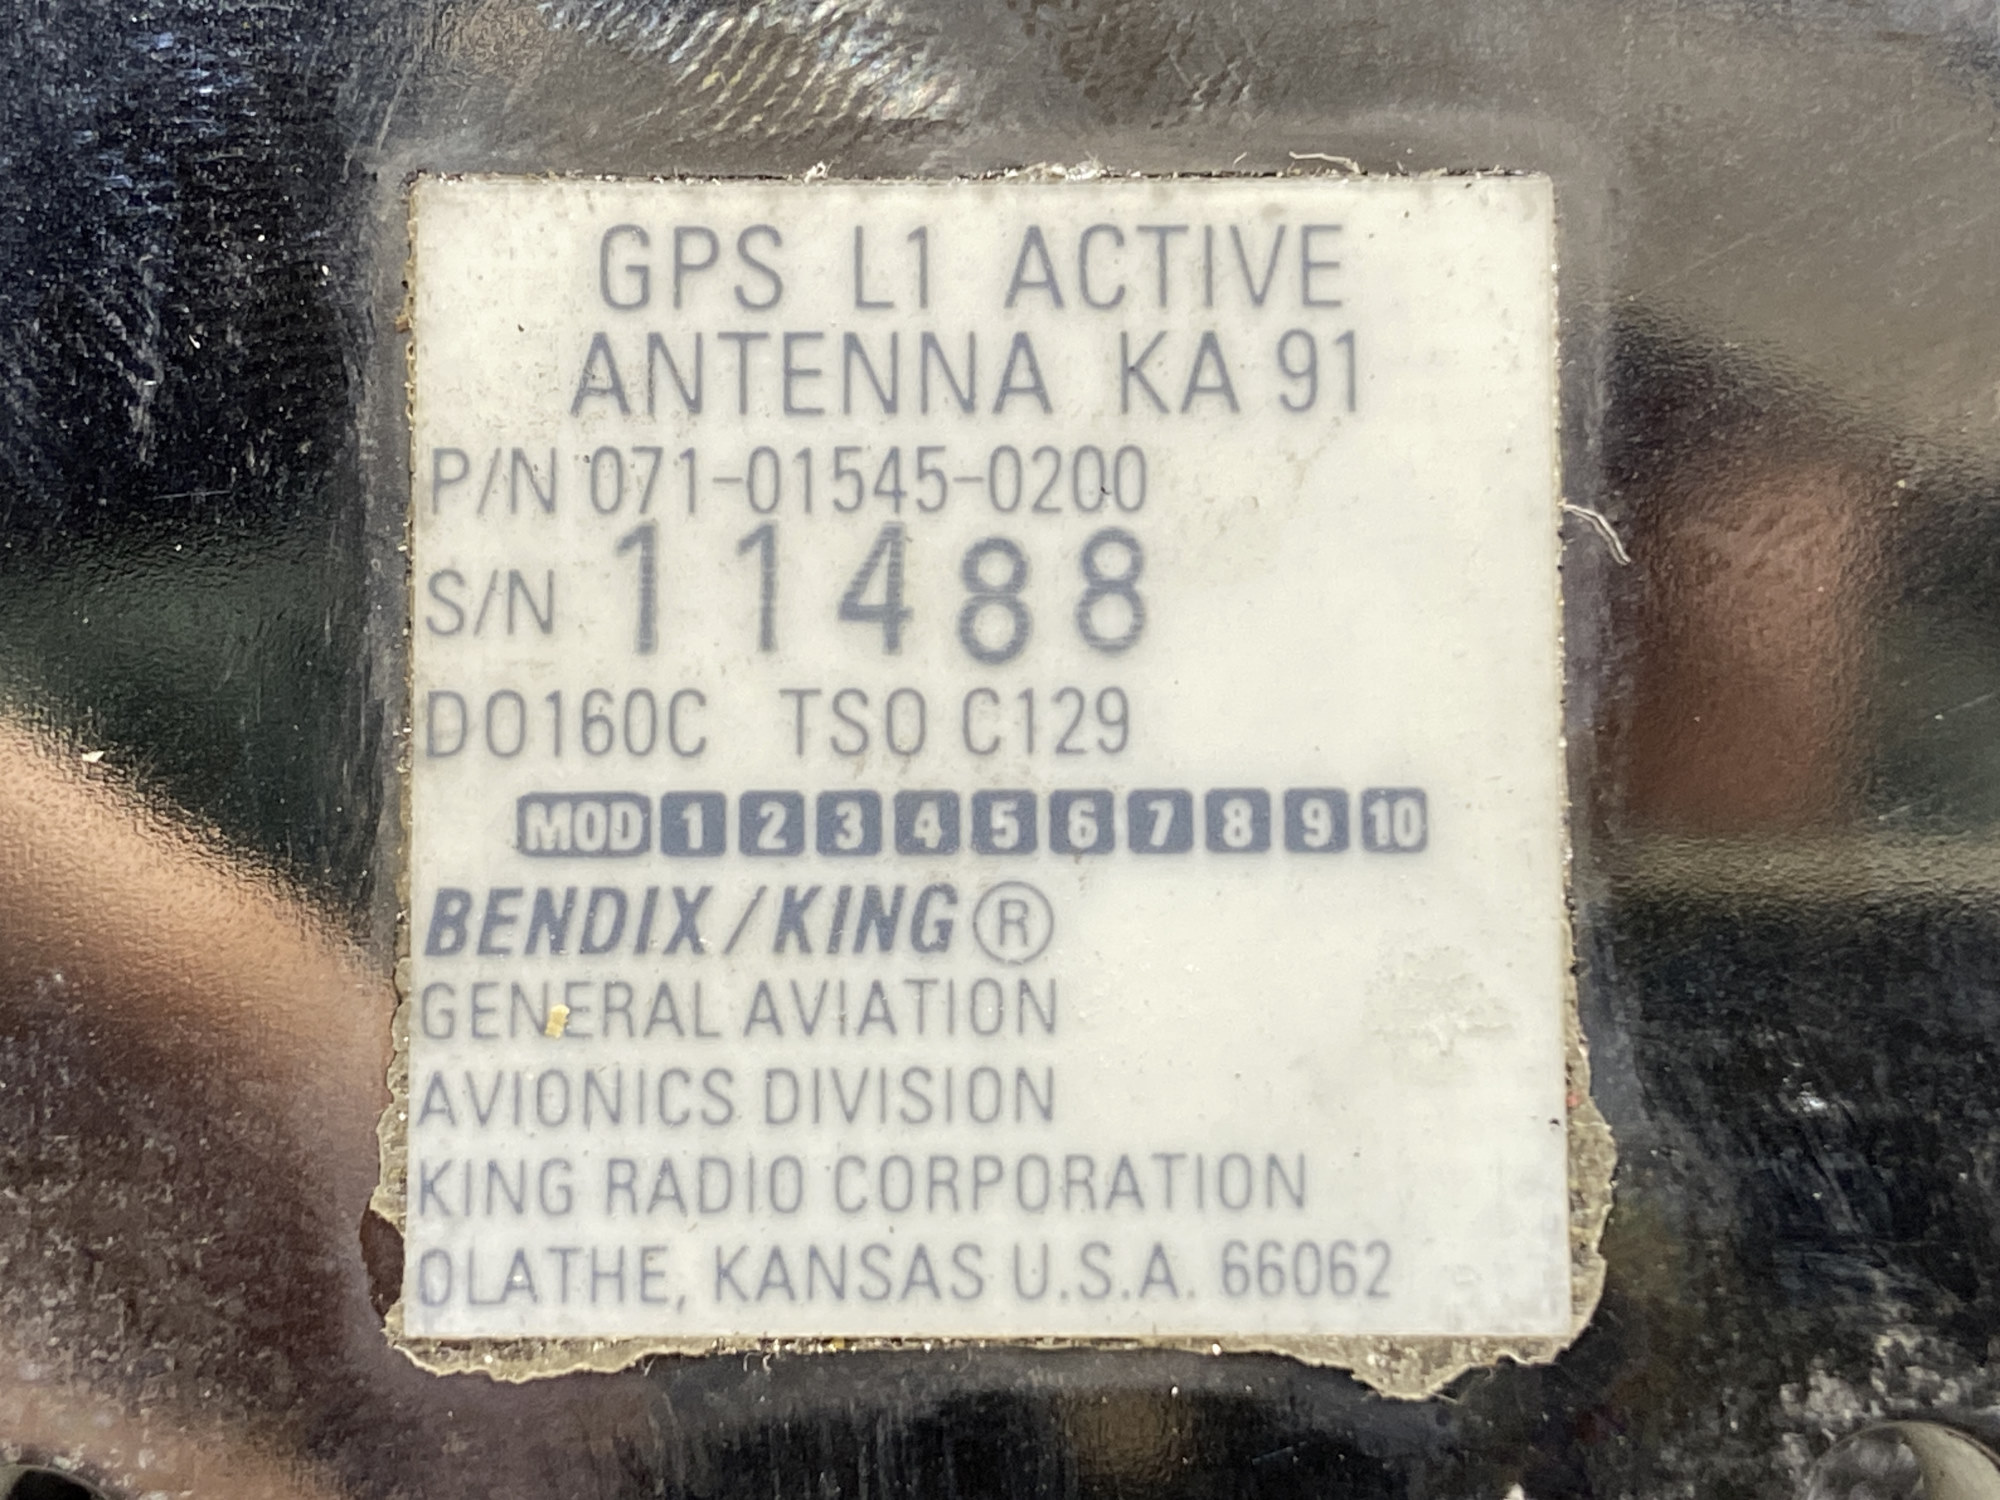 GPS L1 ACTIVE
ANTENNA KA 91
P/N 071-01545-0200
S/N 11488
DO160C TSO C129
MOD 1 2 3 4 5 6 7 8 9 10
BENDIX/KING®
GENERAL AVIATION
AVIONICS DIVISION
KING RADIO CORPORATION
OLATHE, KANSAS U.S.A. 66062